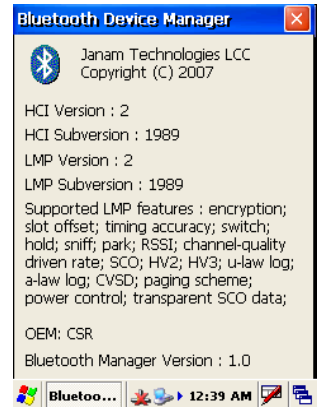 Bluetooth Device Manager
Janam Technologies LCC
Copyright (C) 2007
HCI Version : 2
HCI Subversion : 1989
LMP Version : 2
LMP Subversion : 1989
Supported LMP features : encryption;
slot offset; timing accuracy; switch;
hold; sniff; park; RSSI; channel-quality
driven rate; SCO; HV2; HV3; u-law log;
a-law log; CVSD; paging scheme;
power control; transparent SCO data;
OEM: CSR
Bluetooth Manager Version : 1.0
Bluetoo... 12:39 AM